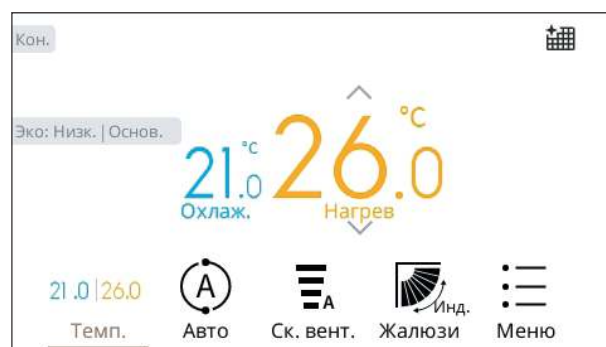 Кон.
Эко: Низк. | Основ.
21.0 °C
Охлаж.
26.0 °C
Нагрев
21.0 | 26.0
Темп.
A
Авто
A
Ск. вент.
Инд.
Жалюзи
Меню